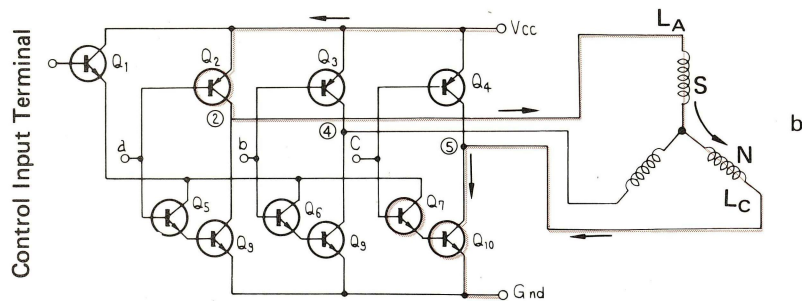 Control Input Terminal
Vcc
Q1
Q2
Q3
Q4
②
④
⑤
a
b
C
Q5
Q9
Q6
Q9
Q7
Q10
Gnd
LA
S
N
LC
b